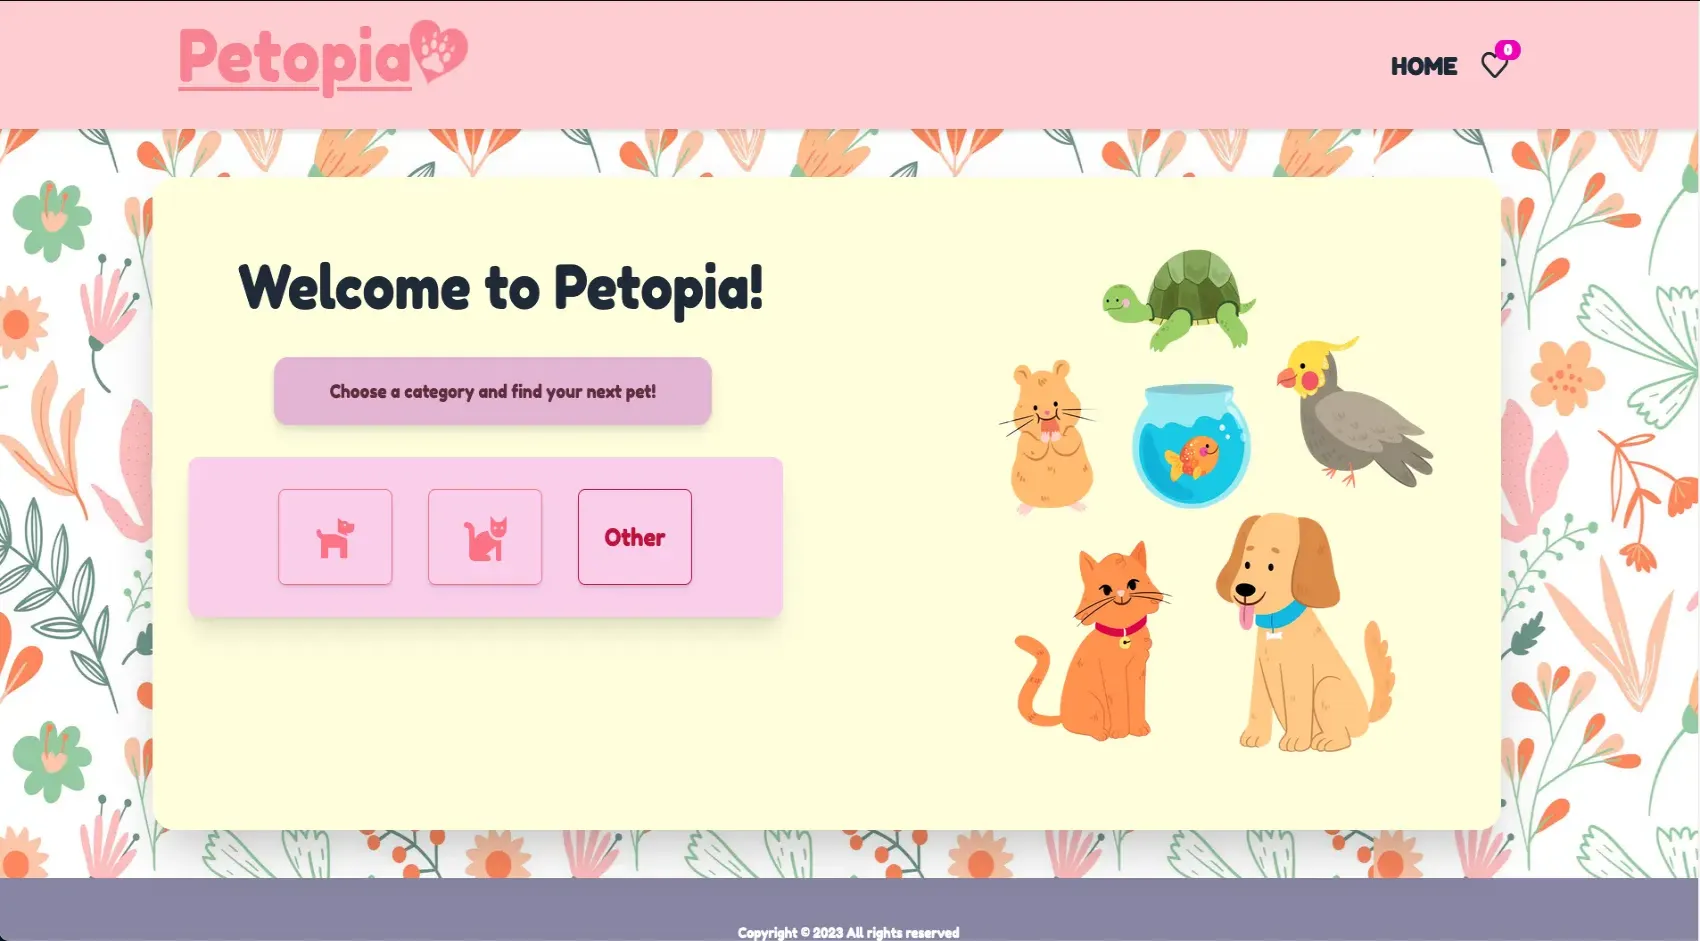 Petopia
HOME
0
Welcome to Petopia!
Choose a category and find your next pet!
Other
Copyright © 2023 All rights reserved